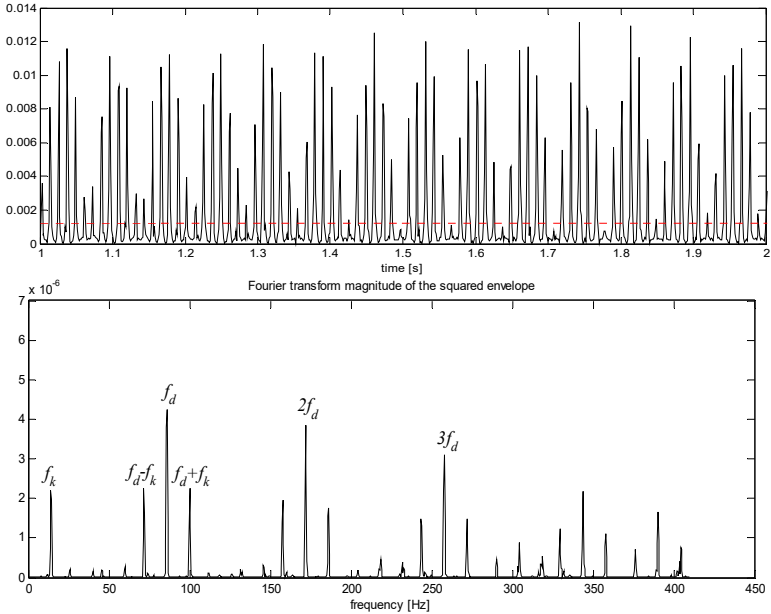 0.014
0.012
0.01
0.008
0.006
0.004
0.002
0
1 1.1 1.2 1.3 1.4 1.5 1.6 1.7 1.8 1.9 2
time [s]
Fourier transform magnitude of the squared envelope
x 10^-6
7
6
5
4
3
2
1
0
f_k
f_d-f_k
f_d
f_d+f_k
2f_d
3f_d
0 50 100 150 200 250 300 350 400 450
frequency [Hz]